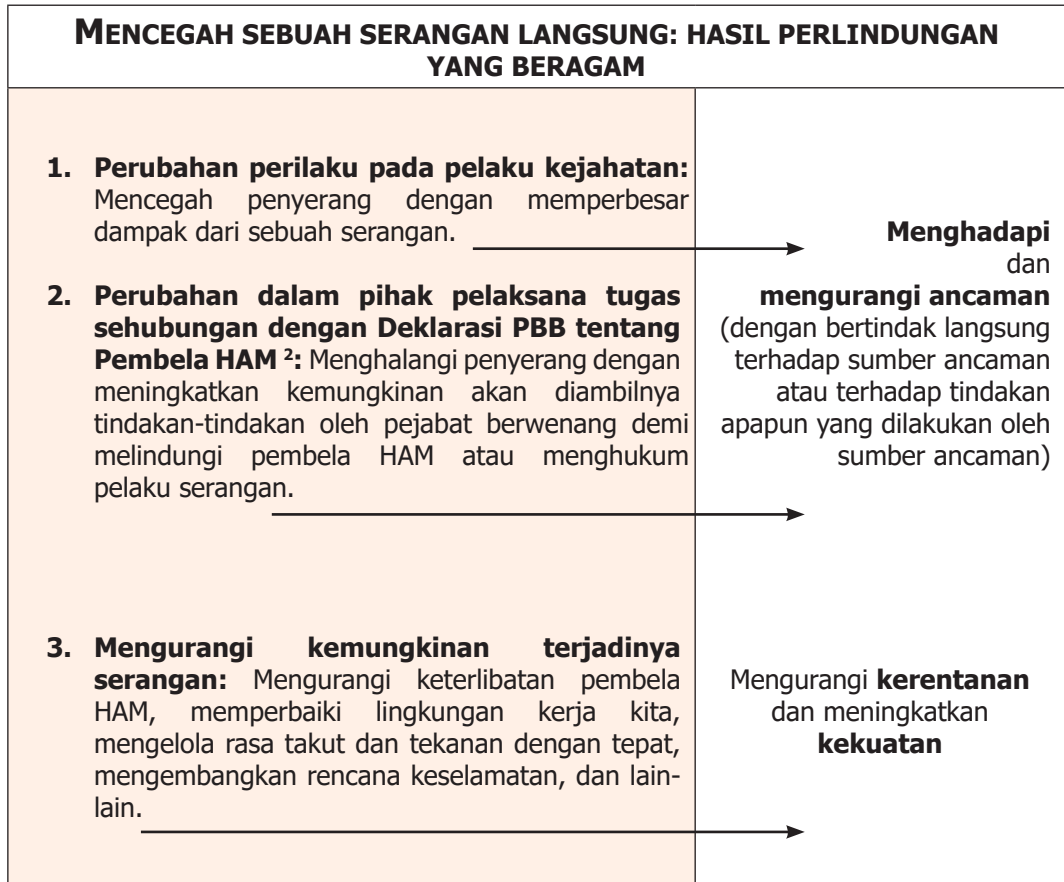 MENCEGAH SEBUAH SERANGAN LANGSUNG: HASIL PERLINDUNGAN
YANG BERAGAM
1. Perubahan perilaku pada pelaku kejahatan:
Mencegah penyerang dengan memperbesar
dampak dari sebuah serangan.
2. Perubahan dalam pihak pelaksana tugas
sehubungan dengan Deklarasi PBB tentang
Pembela HAM ²: Menghalangi penyerang dengan
meningkatkan kemungkinan akan diambilnya
tindakan-tindakan oleh pejabat berwenang demi
melindungi pembela HAM atau menghukum
pelaku serangan.
Menghadapi
dan
mengurangi ancaman
(dengan bertindak langsung
terhadap sumber ancaman
atau terhadap tindakan
apapun yang dilakukan oleh
sumber ancaman)
3. Mengurangi kemungkinan terjadinya
serangan: Mengurangi keterlibatan pembela
HAM, memperbaiki lingkungan kerja kita,
mengelola rasa takut dan tekanan dengan tepat,
mengembangkan rencana keselamatan, dan lain-
lain.
Mengurangi kerentanan
dan meningkatkan
kekuatan